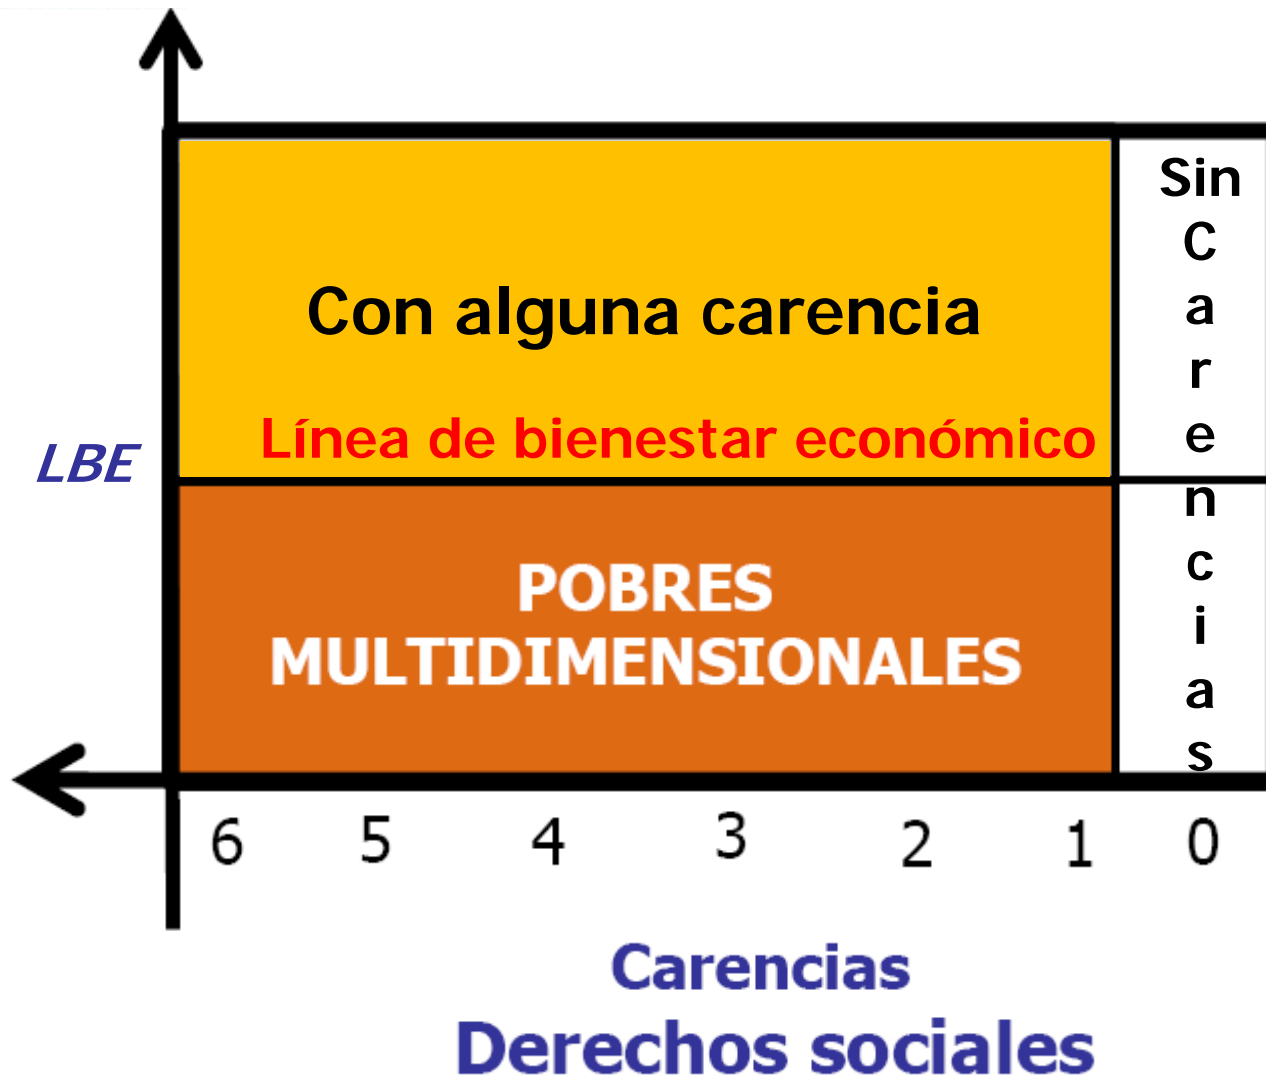 Con alguna carencia
Línea de bienestar económico
LBE
POBRES
MULTIDIMENSIONALES
Sin
C
a
r
e
n
c
i
a
s
6 5 4 3 2 1 0
Carencias
Derechos sociales